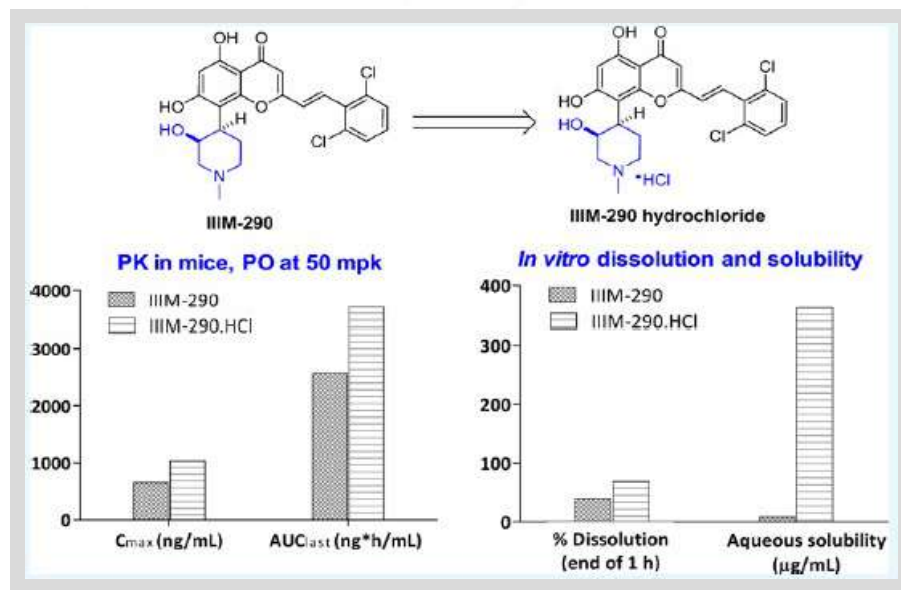 OH
O
Cl
HO
O
H
HO
Cl
N
IIIM-290
OH
O
Cl
HO
O
H
HO
Cl
N
•HCl
IIIM-290 hydrochloride
PK in mice, PO at 50 mpk
4000
3000
2000
1000
0
IIIM-290
IIIM-290.HCl
Cmax (ng/mL)
AUClast (ng*h/mL)
In vitro dissolution and solubility
400
300
200
100
0
IIIM-290
IIIM-290.HCl
% Dissolution
(end of 1 h)
Aqueous solubility
(µg/mL)